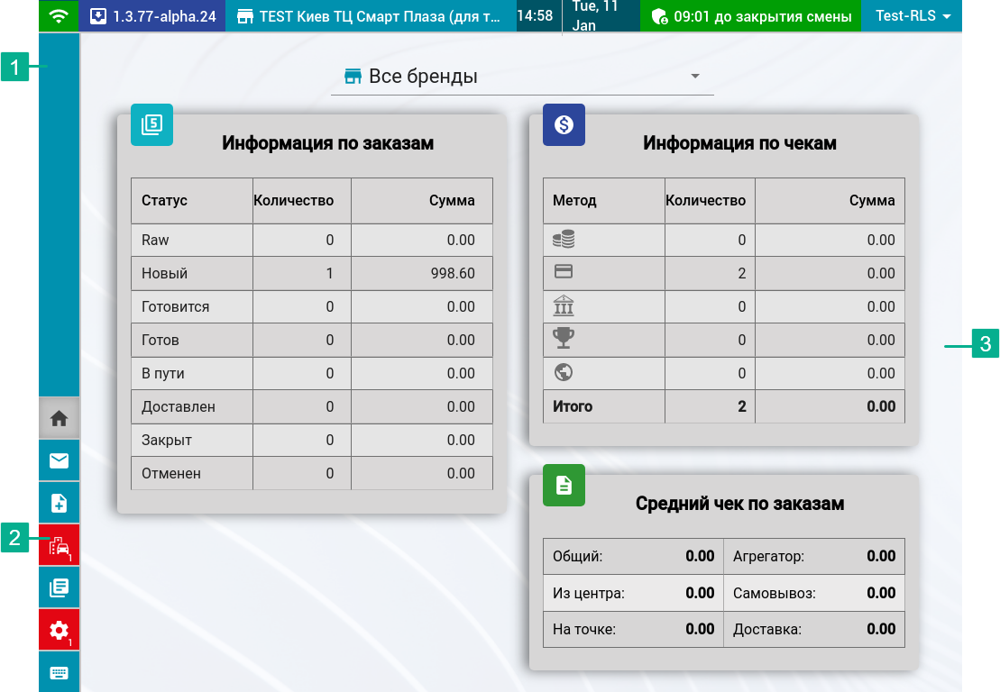 1.3.77-alpha.24 TEST Киев ТЦ Смарт Плаза (для т... 14:58 Tue, 11 Jan 09:01 до закрытия смены Test-RLS
1
Все бренды
5
Информация по заказам
Статус Количество Сумма
Raw 0 0.00
Новый 1 998.60
Готовится 0 0.00
Готов 0 0.00
В пути 0 0.00
Доставлен 0 0.00
Закрыт 0 0.00
Отменен 0 0.00
$
Информация по чекам
Метод Количество Сумма
0 0.00
2 0.00
0 0.00
0 0.00
0 0.00
Итого 2 0.00
3
Средний чек по заказам
Общий: 0.00 Агрегатор: 0.00
Из центра: 0.00 Самовывоз: 0.00
На точке: 0.00 Доставка: 0.00
2
1
1